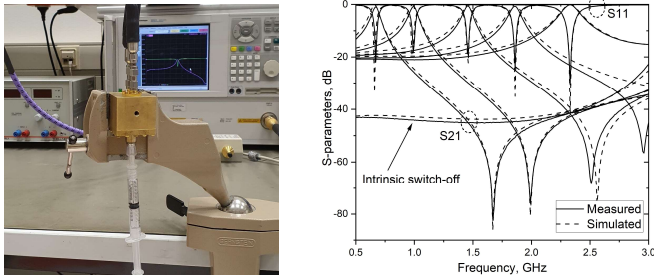 S11
S21
Intrinsic switch-off
Measured
Simulated
0
-20
-40
-60
-80
S-parameters, dB
0.5
1.0
1.5
2.0
2.5
3.0
Frequency, GHz